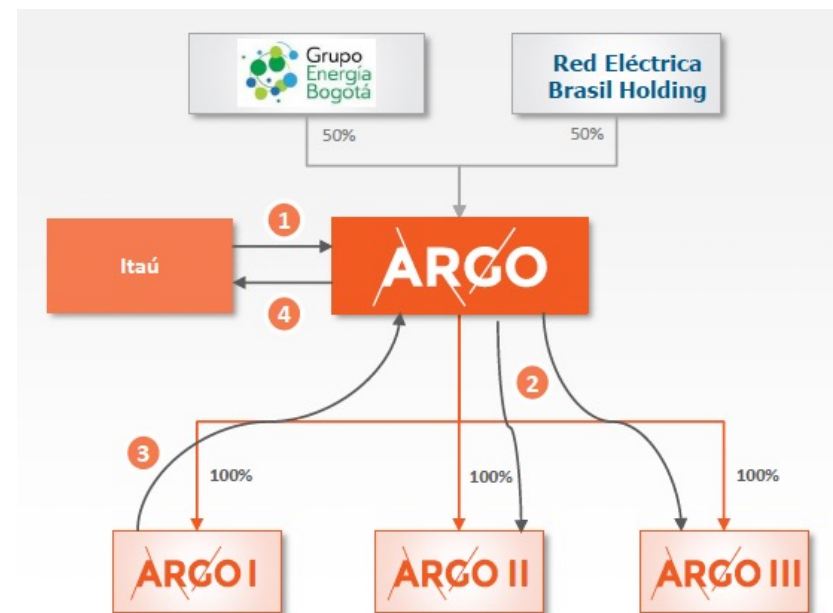 Grupo
Energía
Bogotá
Red Eléctrica
Brasil Holding
50%
50%
1
Itaú
ARGO
4
2
3
100%
100%
100%
ARGO I
ARGO II
ARGO III